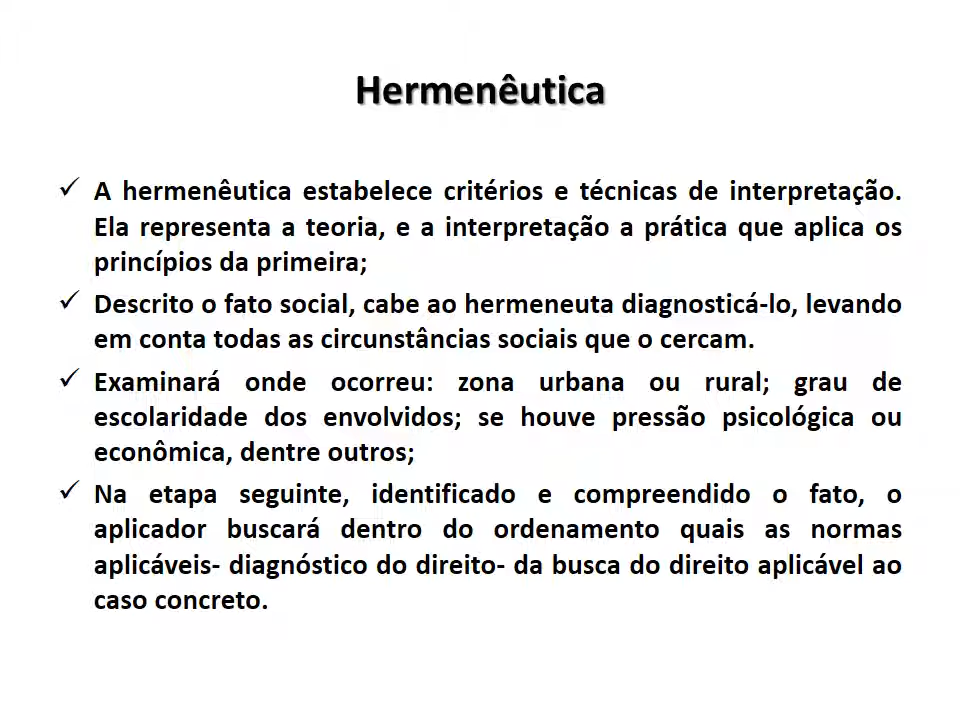 Hermenêutica
✓ A hermenêutica estabelece critérios e técnicas de interpretação.
Ela representa a teoria, e a interpretação a prática que aplica os
princípios da primeira;
✓ Descrito o fato social, cabe ao hermeneuta diagnosticá-lo, levando
em conta todas as circunstâncias sociais que o cercam.
✓ Examinará onde ocorreu: zona urbana ou rural; grau de
escolaridade dos envolvidos; se houve pressão psicológica ou
econômica, dentre outros;
✓ Na etapa seguinte, identificado e compreendido o fato, o
aplicador buscará dentro do ordenamento quais as normas
aplicáveis- diagnóstico do direito- da busca do direito aplicável ao
caso concreto.